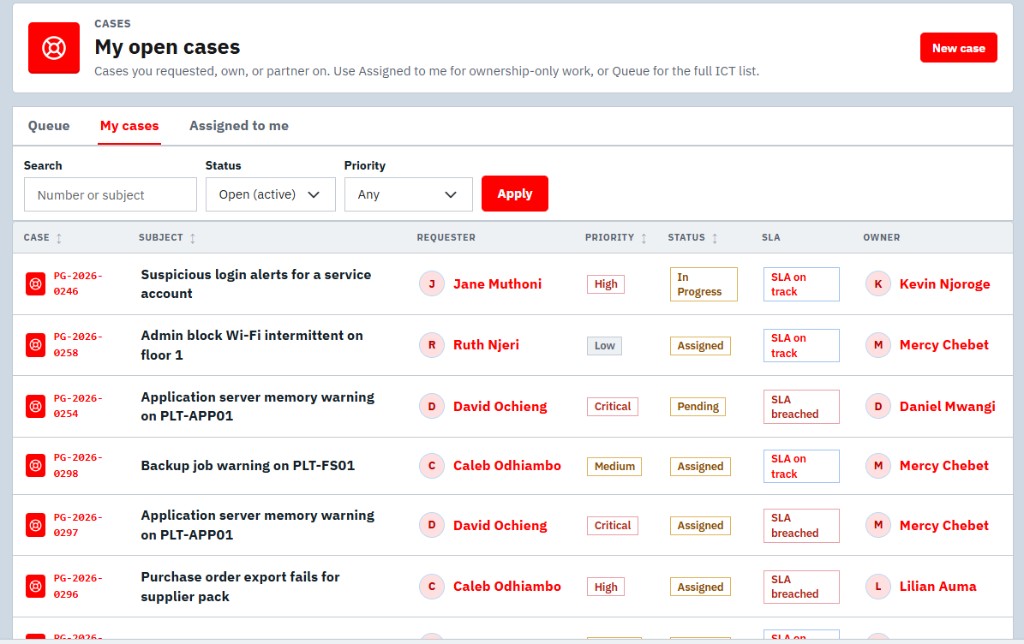 CASES
My open cases
Cases you requested, own, or partner on. Use Assigned to me for ownership-only work, or Queue for the full ICT list.
New case
Queue My cases Assigned to me
Search Status Priority
Number or subject Open (active) Any Apply
CASE SUBJECT REQUESTER PRIORITY STATUS SLA OWNER
PG-2026-
0246
Suspicious login alerts for a service
account
J Jane Muthoni
High
In
Progress
SLA on
track
K Kevin Njoroge
PG-2026-
0258
Admin block Wi-Fi intermittent on
floor 1
R Ruth Njeri
Low
Assigned
SLA on
track
M Mercy Chebet
PG-2026-
0254
Application server memory warning
on PLT-APP01
D David Ochieng
Critical
Pending
SLA
breached
D Daniel Mwangi
PG-2026-
0298
Backup job warning on PLT-FS01
C Caleb Odhiambo
Medium
Assigned
SLA on
track
M Mercy Chebet
PG-2026-
0297
Application server memory warning
on PLT-APP01
D David Ochieng
Critical
Assigned
SLA
breached
M Mercy Chebet
PG-2026-
0296
Purchase order export fails for
supplier pack
C Caleb Odhiambo
High
Assigned
SLA
breached
L Lilian Auma
PG-2026-
SLA on